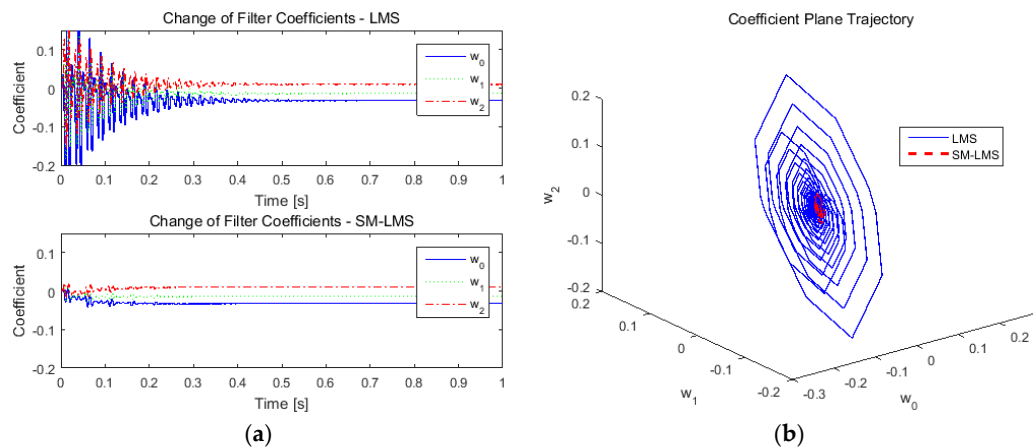 Change of Filter Coefficients - LMS
0.1
0
-0.1
-0.2
Coefficient
w0
w1
w2
0 0.1 0.2 0.3 0.4 0.5 0.6 0.7 0.8 0.9 1
Time [s]
Change of Filter Coefficients - SM-LMS
0.1
0
-0.1
-0.2
Coefficient
w0
w1
w2
0 0.1 0.2 0.3 0.4 0.5 0.6 0.7 0.8 0.9 1
Time [s]
(a)
Coefficient Plane Trajectory
LMS
SM-LMS
0.2
0.1
0
-0.1
-0.2
w2
0.2
0.1
0
-0.1
-0.2
w1
-0.3
-0.2
-0.1
0
0.1
0.2
w0
(b)